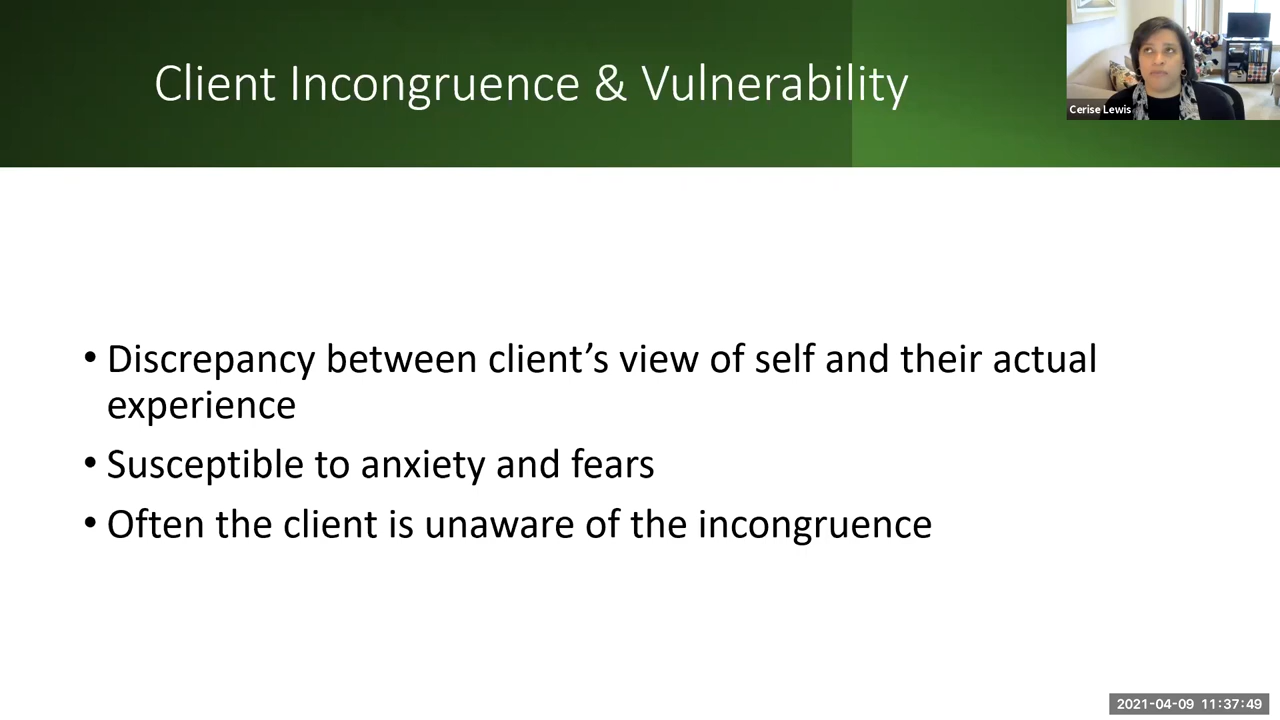 Client Incongruence & Vulnerability
Cerise Lewis
• Discrepancy between client’s view of self and their actual
experience
• Susceptible to anxiety and fears
• Often the client is unaware of the incongruence
2021-04-09 11:37:49